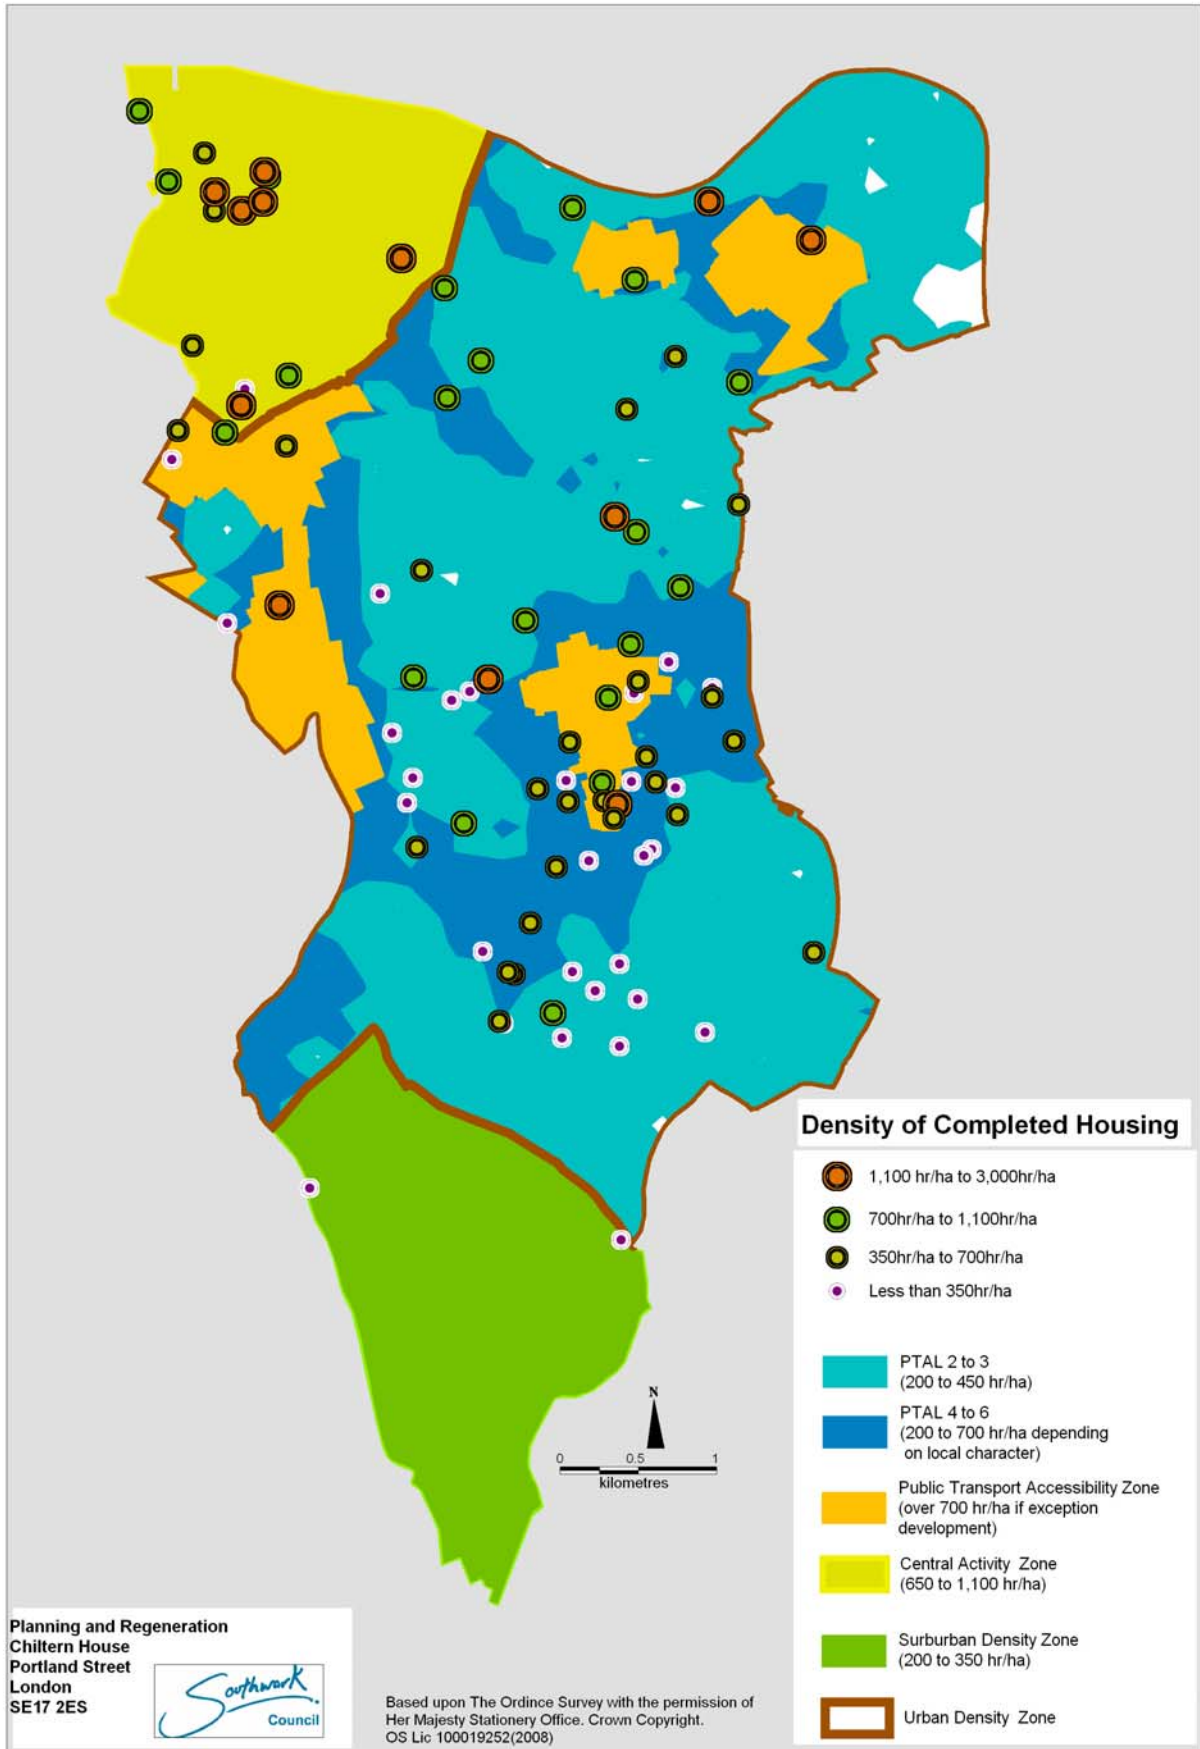 Density of Completed Housing
1,100 hr/ha to 3,000hr/ha
700hr/ha to 1,100hr/ha
350hr/ha to 700hr/ha
Less than 350hr/ha
PTAL 2 to 3
(200 to 450 hr/ha)
PTAL 4 to 6
(200 to 700 hr/ha depending
on local character)
Public Transport Accessibility Zone
(over 700 hr/ha if exception
development)
Central Activity Zone
(650 to 1,100 hr/ha)
Surburban Density Zone
(200 to 350 hr/ha)
Urban Density Zone
N
0 0.5 1
kilometres
Planning and Regeneration
Chiltern House
Portland Street
London
SE17 2ES
Southwark
Council
Based upon The Ordince Survey with the permission of
Her Majesty Stationery Office. Crown Copyright.
OS Lic 100019252(2008)